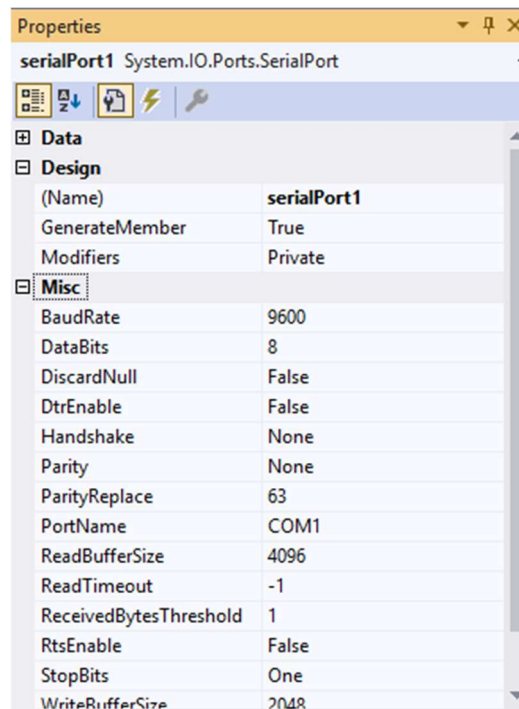 Properties
serialPort1 System.IO.Ports.SerialPort
Data
Design
(Name) serialPort1
GenerateMember True
Modifiers Private
Misc
BaudRate 9600
DataBits 8
DiscardNull False
DtrEnable False
Handshake None
Parity None
ParityReplace 63
PortName COM1
ReadBufferSize 4096
ReadTimeout -1
ReceivedBytesThreshold 1
RtsEnable False
StopBits One
WriteBufferSize 2048